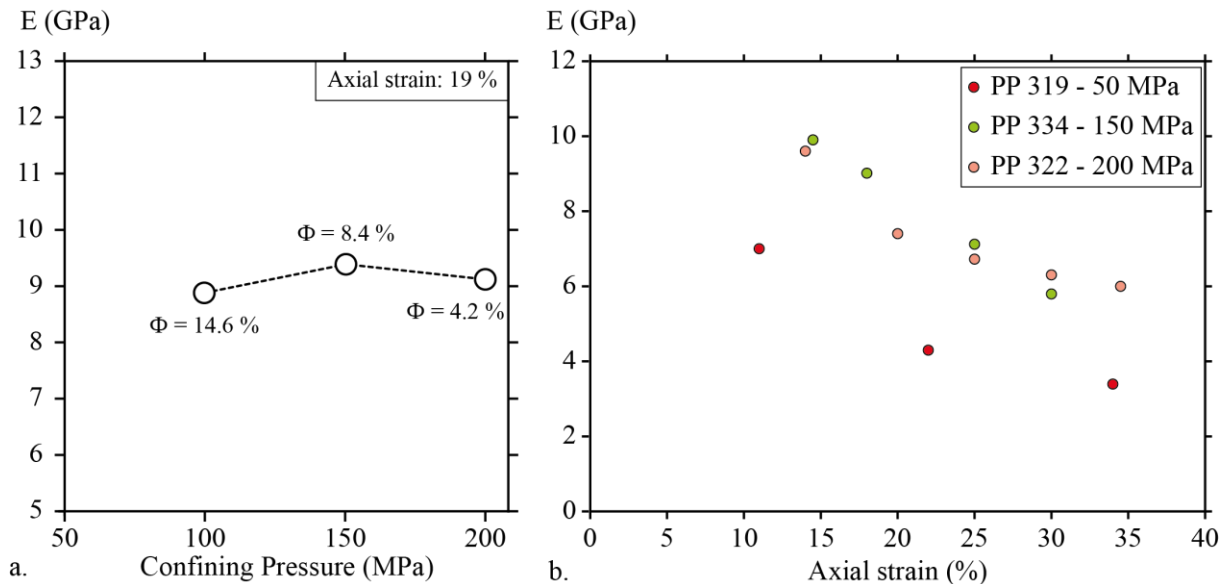 E (GPa)
13
12
11
10
9
8
7
6
5
Axial strain: 19 %
Φ = 8.4 %
Φ = 14.6 %
Φ = 4.2 %
50
100
150
200
a.
Confining Pressure (MPa)
E (GPa)
12
10
8
6
4
2
0
PP 319 - 50 MPa
PP 334 - 150 MPa
PP 322 - 200 MPa
0
5
10
15
20
25
30
35
40
b.
Axial strain (%)